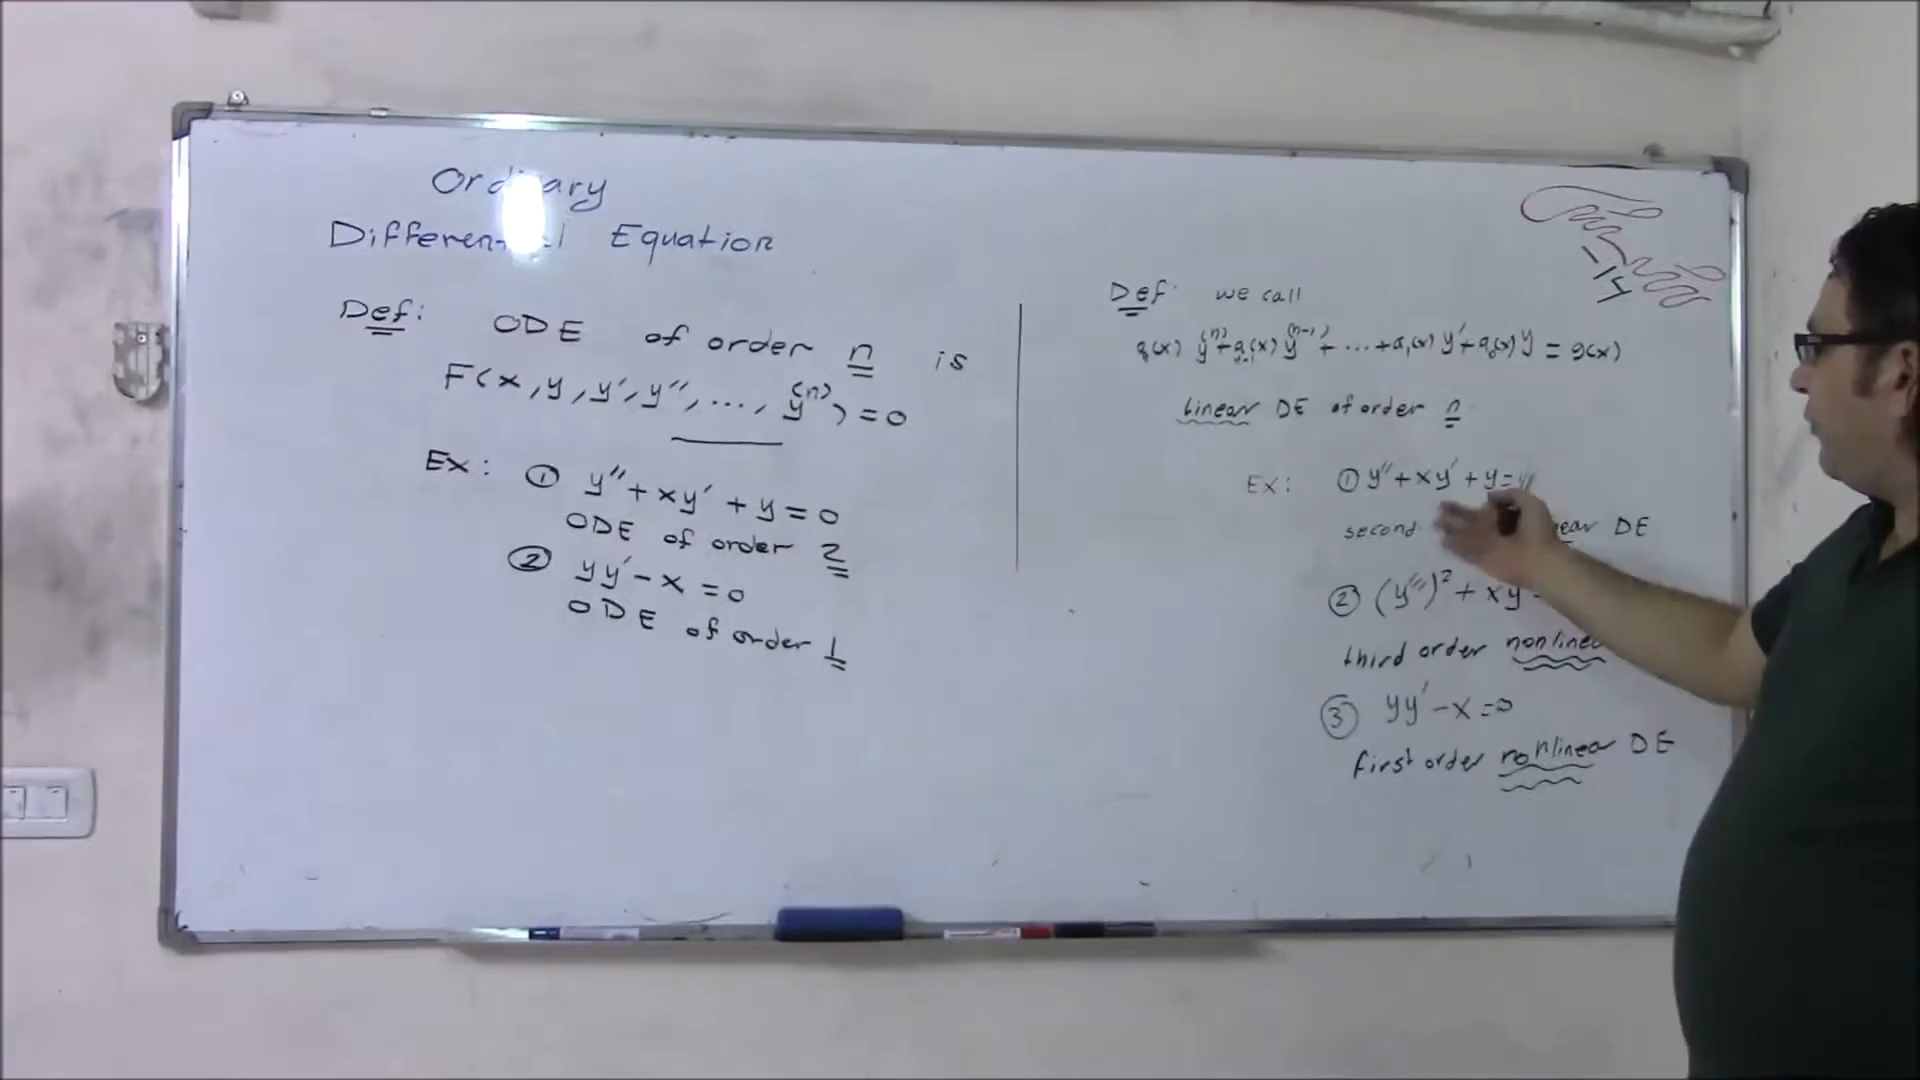 Ordinary
Differential Equation
Def: ODE of order n is
F(x, y, y', y'', ..., y^(n)) = 0
Ex: ① y'' + xy' + y = 0
ODE of order 2
② yy' - x = 0
ODE of order 1
Def: we call
a_n(x) y^(n) + a_{n-1}(x) y^(n-1) + ... + a_1(x) y' + a_0(x) y = g(x)
Linear DE of order n
Ex: ① y'' + xy' + y =
second DE
② (y''')² + xy
third order
③ yy' - x = 0
first order nonlinear DE